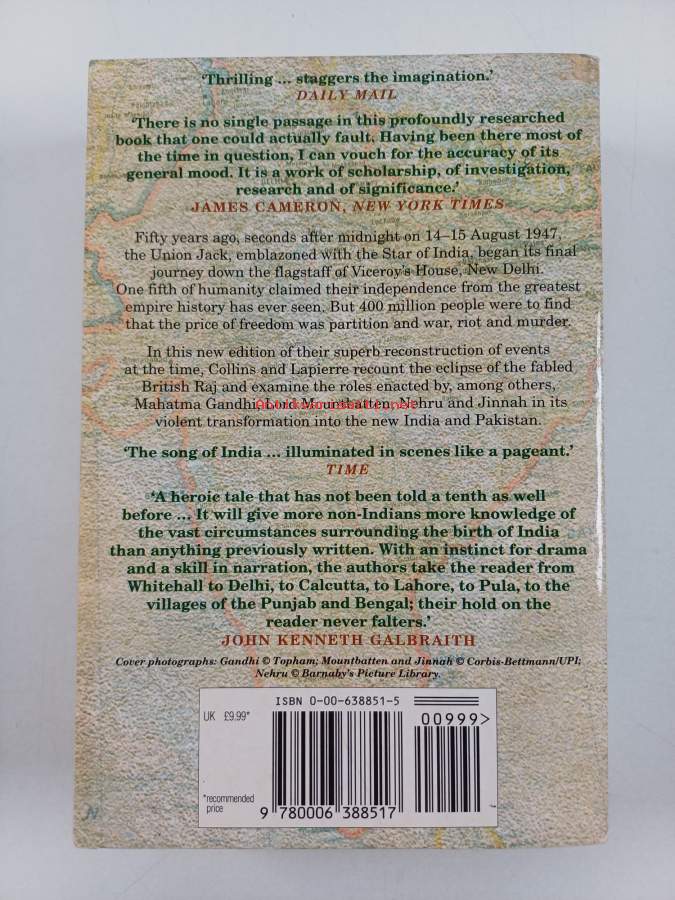 ‘Thrilling ... staggers the imagination.’
DAILY MAIL
‘There is no single passage in this profoundly researched
book that one could actually fault. Having been there most of
the time in question, I can vouch for the accuracy of its
general mood. It is a work of scholarship, of investigation,
research and of significance.’
JAMES CAMERON, NEW YORK TIMES
Fifty years ago, seconds after midnight on 14–15 August 1947,
the Union Jack, emblazoned with the Star of India, began its final
journey down the flagstaff of Viceroy's House, New Delhi.
One fifth of humanity claimed their independence from the greatest
empire history has ever seen. But 400 million people were to find
that the price of freedom was partition and war, riot and murder.
In this new edition of their superb reconstruction of events
at the time, Collins and Lapierre recount the eclipse of the fabled
British Raj and examine the roles enacted by, among others,
Mahatma Gandhi, Lord Mountbatten, Nehru and Jinnah in its
violent transformation into the new India and Pakistan.
‘The song of India ... illuminated in scenes like a pageant.’
TIME
‘A heroic tale that has not been told a tenth as well
before ... It will give more non-Indians more knowledge of
the vast circumstances surrounding the birth of India
than anything previously written. With an instinct for drama
and a skill in narration, the authors take the reader from
Whitehall to Delhi, to Calcutta, to Lahore, to Pula, to the
villages of the Punjab and Bengal; their hold on the
reader never falters.’
JOHN KENNETH GALBRAITH
Cover photographs: Gandhi © Topham; Mountbatten and Jinnah © Corbis-Bettmann/UPI;
Nehru © Barnaby's Picture Library.
ISBN 0-00-638851-5
UK £9.99*
00999>
*recommended
price
9 780006 388517
N